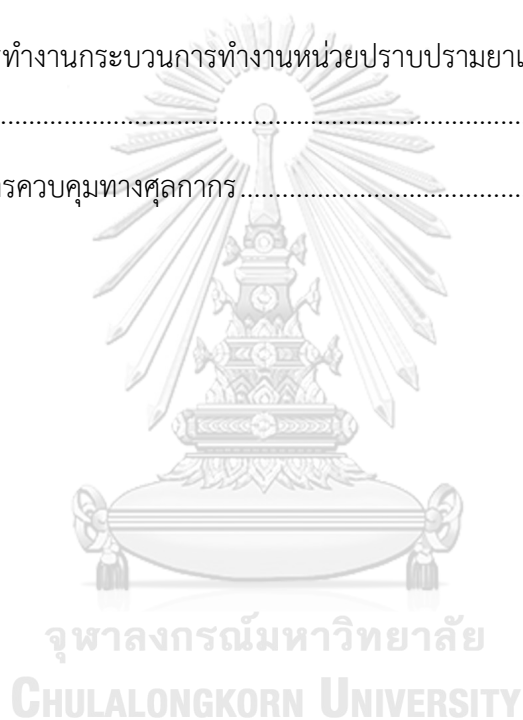 รทำงานกระบวนการทำงานหน่วยปราบปรามยาเ
................................................................................
รควบคุมทางศุลกากร..........................................
จุฬาลงกรณ์มหาวิทยาลัย
CHULALONGKORN UNIVERSITY